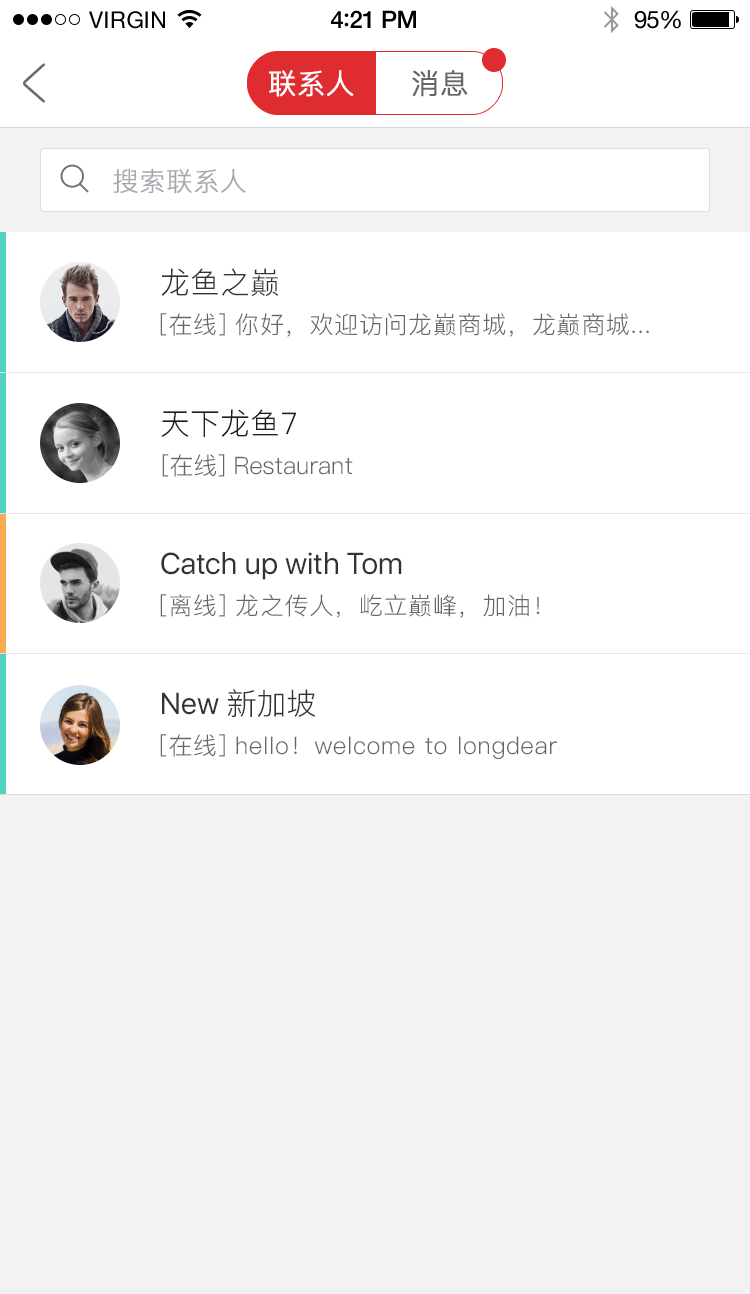 VIRGIN 4:21 PM 95%
联系人 消息
搜索联系人
龙鱼之巅
[在线] 你好，欢迎访问龙巅商城，龙巅商城...
天下龙鱼7
[在线] Restaurant
Catch up with Tom
[离线] 龙之传人，屹立巅峰，加油！
New 新加坡
[在线] hello！welcome to longdear